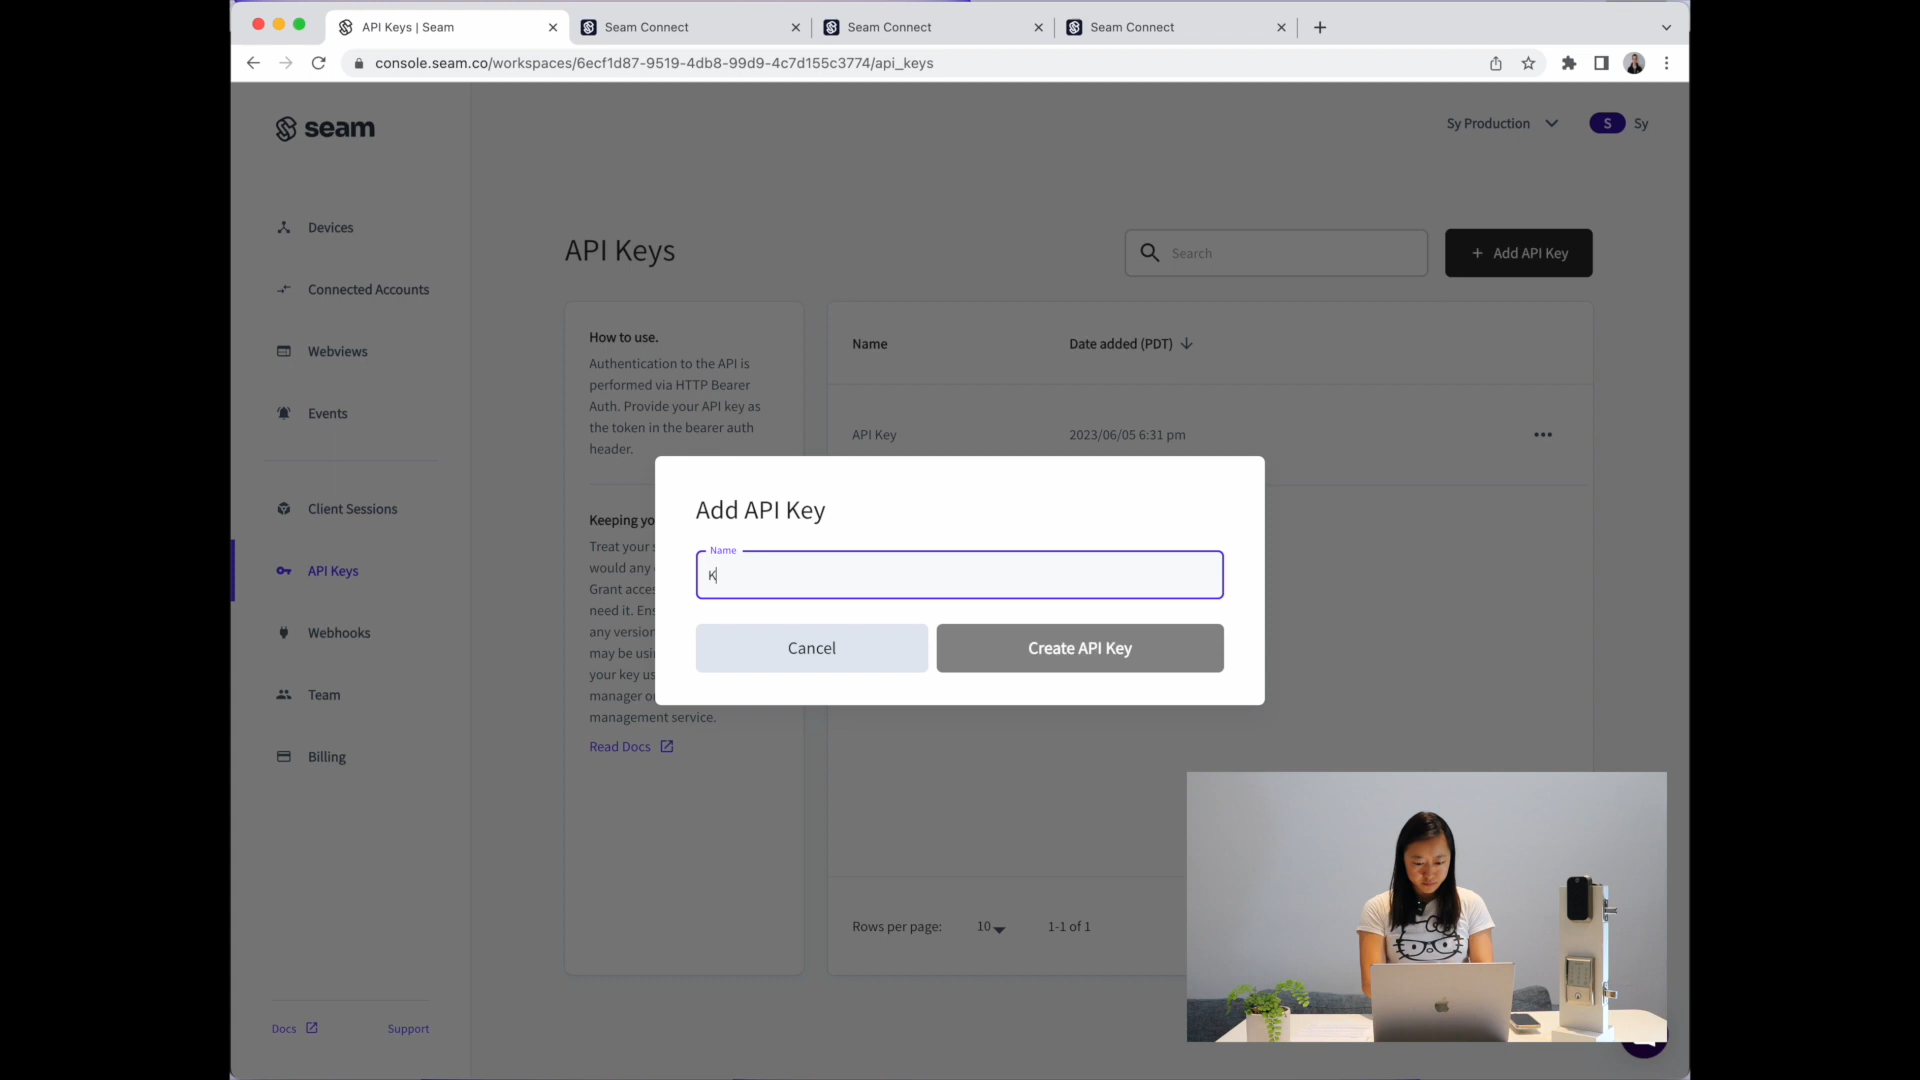 API Keys | Seam
Seam Connect
Seam Connect
Seam Connect
console.seam.co/workspaces/6ecf1d87-9519-4db8-99d9-4c7d155c3774/api_keys
seam
Sy Production
S
Sy
Devices
Connected Accounts
Webviews
Events
Client Sessions
API Keys
Webhooks
Team
Billing
Docs
Support
API Keys
Search
+ Add API Key
How to use.
Authentication to the API is
performed via HTTP Bearer
Auth. Provide your API key as
the token in the bearer auth
header.
Keeping yo
Treat your
would any
Grant acces
need it. En
any version
may be usi
your key us
manager o
management service.
Read Docs
Name
Date added (PDT)
API Key
2023/06/05 6:31 pm
Add API Key
Name
K
Cancel
Create API Key
Rows per page:
10
1-1 of 1